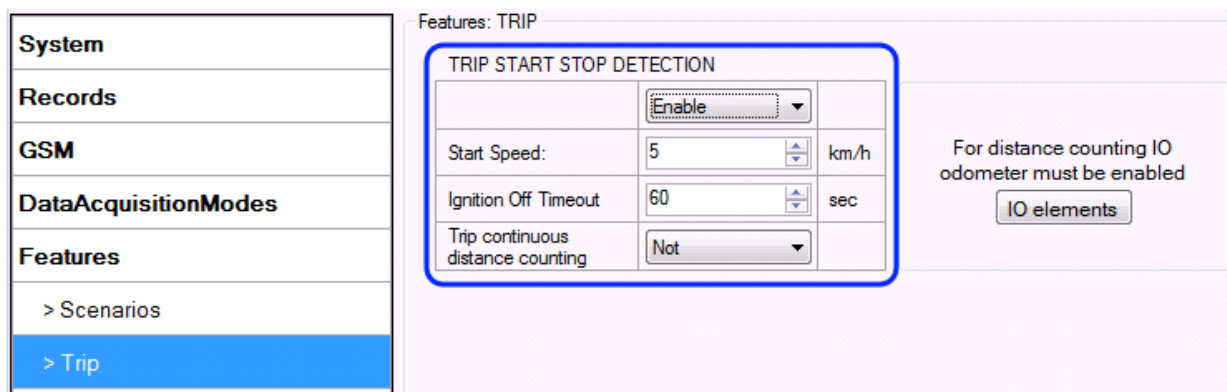 System
Records
GSM
DataAcquisitionModes
Features
> Scenarios
> Trip
Features: TRIP
TRIP START STOP DETECTION
Enable
Start Speed: 5 km/h
Ignition Off Timeout 60 sec
Trip continuous
distance counting Not
For distance counting IO
odometer must be enabled
IO elements